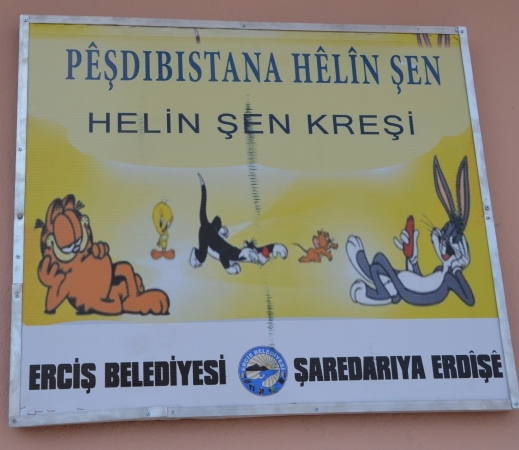 PÊŞDIBISTANA HÊLÎN ŞEN
HELİN ŞEN KREŞİ
ERCİŞ BELEDİYESİ ŞAREDARIYA ERDÎŞÊ